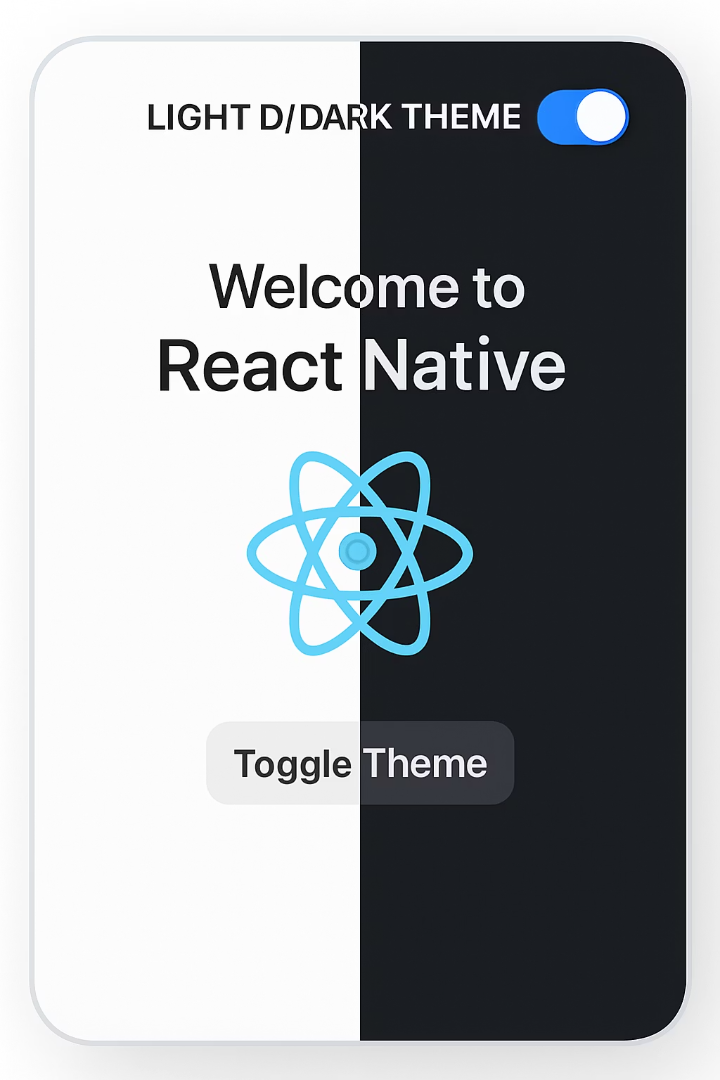 LIGHT D/DARK THEME
Welcome to
React Native
Toggle Theme